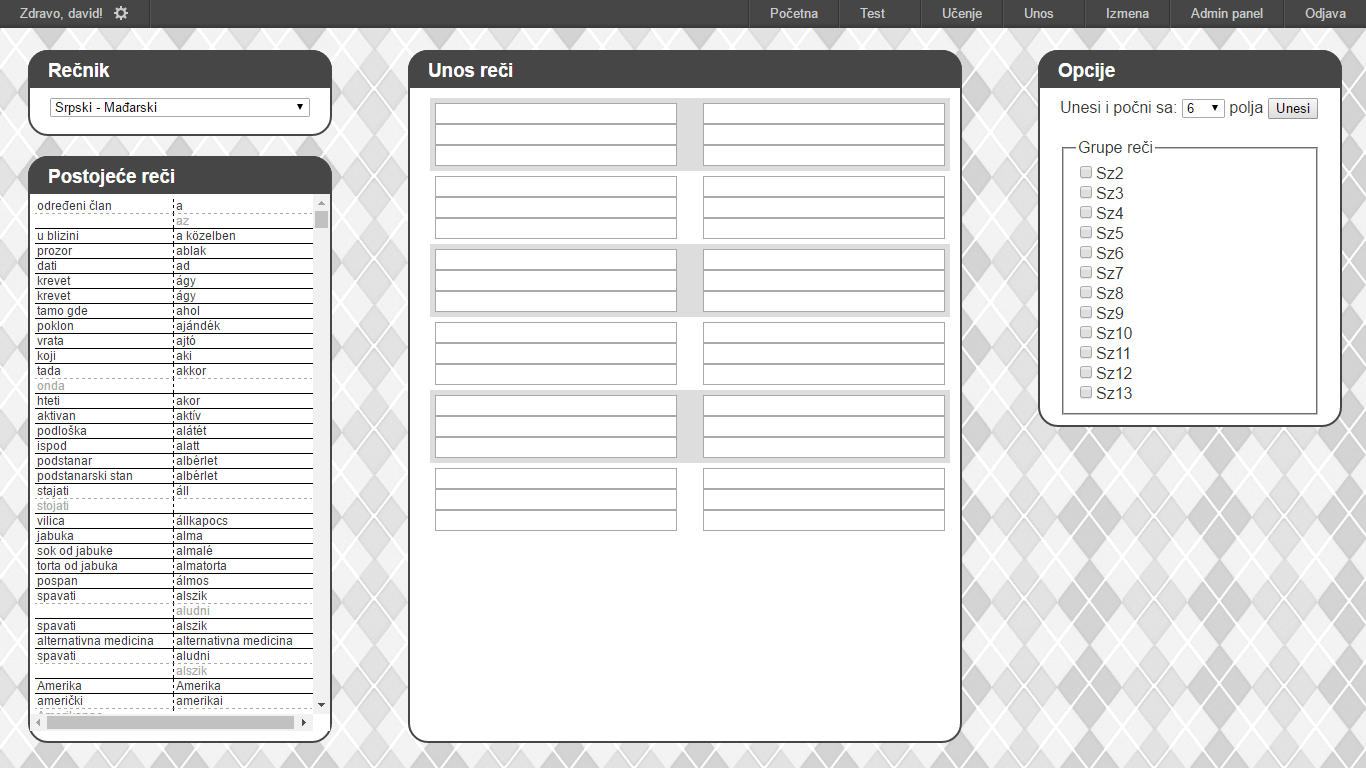 Zdravo, david!
Početna Test Učenje Unos Izmena Admin panel Odjava
Rečnik
Srpski - Mađarski
Postojeće reči
određeni član a
az
u blizini a közelben
prozor ablak
dati ad
krevet ágy
krevet ágy
tamo gde ahol
poklon ajándék
vrata ajtó
koji aki
tada akkor
onda
hteti akor
aktivan aktív
podloška alátét
ispod alatt
podstanar albérlet
podstanarski stan albérlet
stajati áll
stojati
vilica állkapocs
jabuka alma
sok od jabuke almalé
torta od jabuka almatorta
pospan álmos
spavati alszik
aludni
spavati alszik
alternativna medicina alternatívna medicina
spavati aludni
alszik
Amerika Amerika
američki amerikai
Unos reči
Opcije
Unesi i počni sa: 6 polja Unesi
Grupe reči
Sz2
Sz3
Sz4
Sz5
Sz6
Sz7
Sz8
Sz9
Sz10
Sz11
Sz12
Sz13